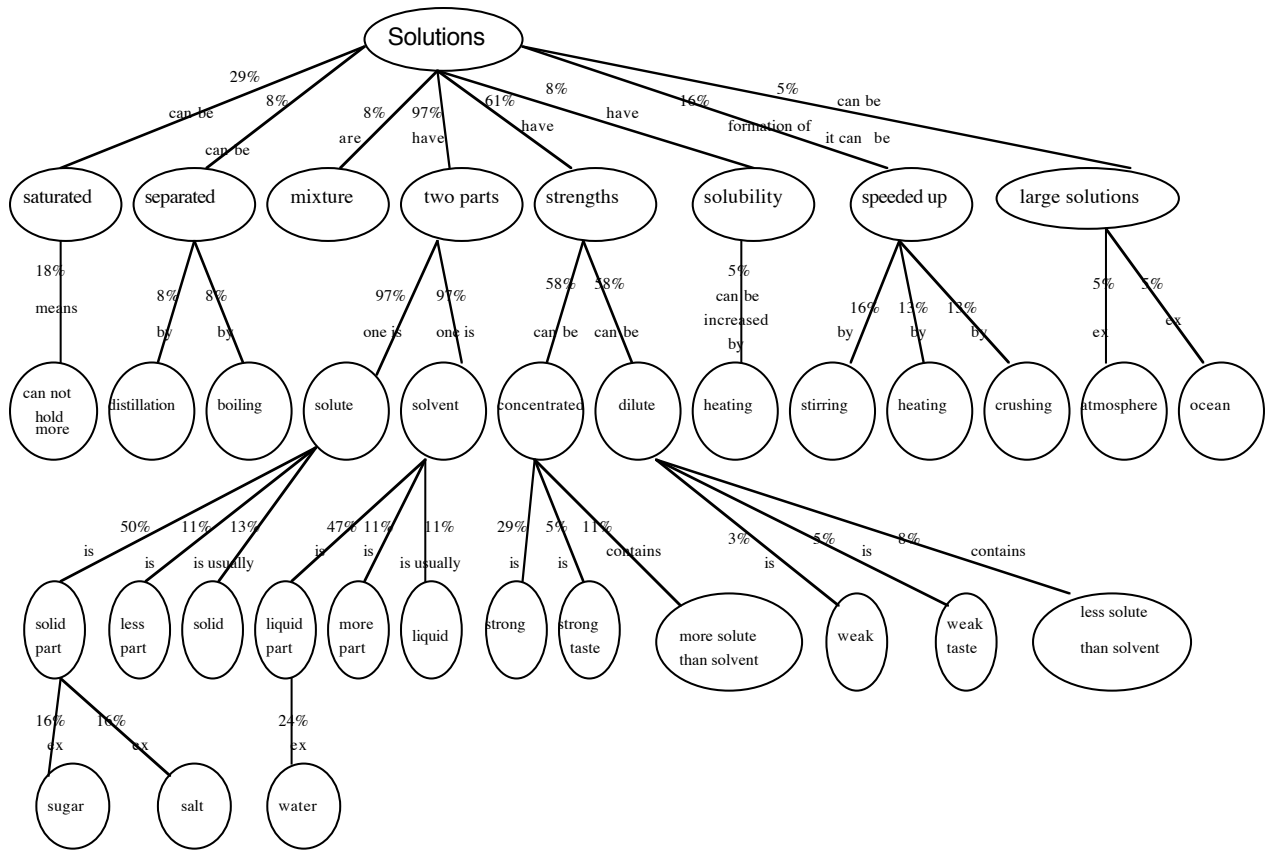 Solutions
29% 8% 8% 97% 61% 8% 16% 5%
can be can be are have have have formation of it can be can be
saturated separated mixture two parts strengths solubility speeded up large solutions
18% 8% 8% 97% 97% 58% 58% 5% 16% 13% 13% 5% 5%
means by by one is one is can be can be can be increased by by by by ex ex
can not
hold
more
distillation boiling solute solvent concentrated dilute heating stirring heating crushing atmosphere ocean
50% 11% 13% 47% 11% 11% 29% 5% 11% 3% 5% 8%
is is is usually is is is usually is is contains is is contains
solid
part
less
part
solid
liquid
part
more
part
liquid
strong
strong
taste
more solute
than solvent
weak
weak
taste
less solute
than solvent
16% 16% 24%
ex ex ex
sugar salt water